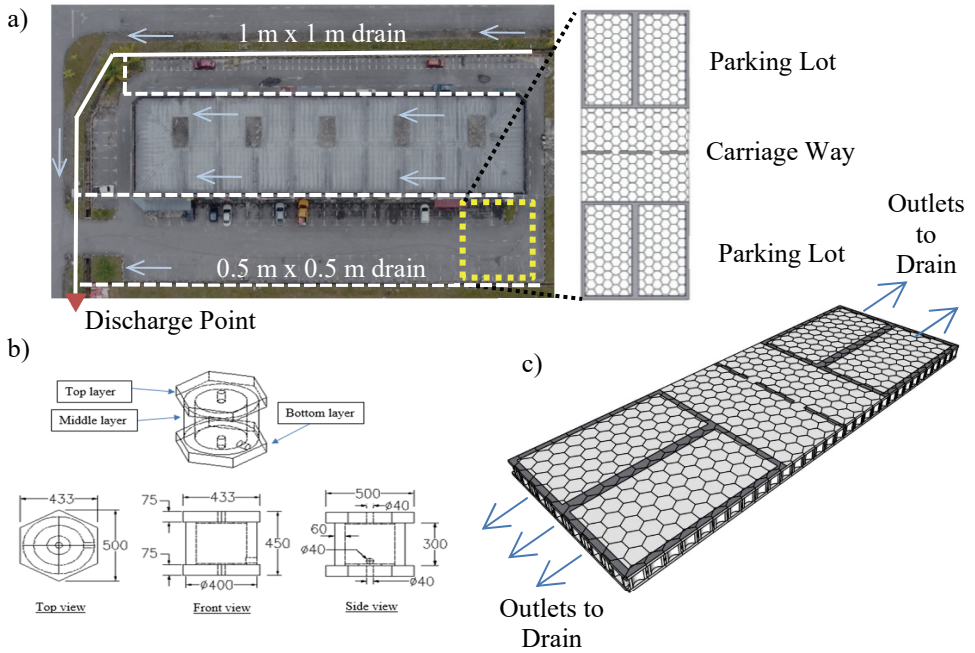 a)
1 m x 1 m drain
0.5 m x 0.5 m drain
Discharge Point
Parking Lot
Carriage Way
Parking Lot
b)
Top layer
Middle layer
Bottom layer
433
500
Top view
75
433
75
450
ø400
Front view
500
ø40
60
ø40
300
ø40
Side view
c)
Outlets
to
Drain
Outlets to
Drain